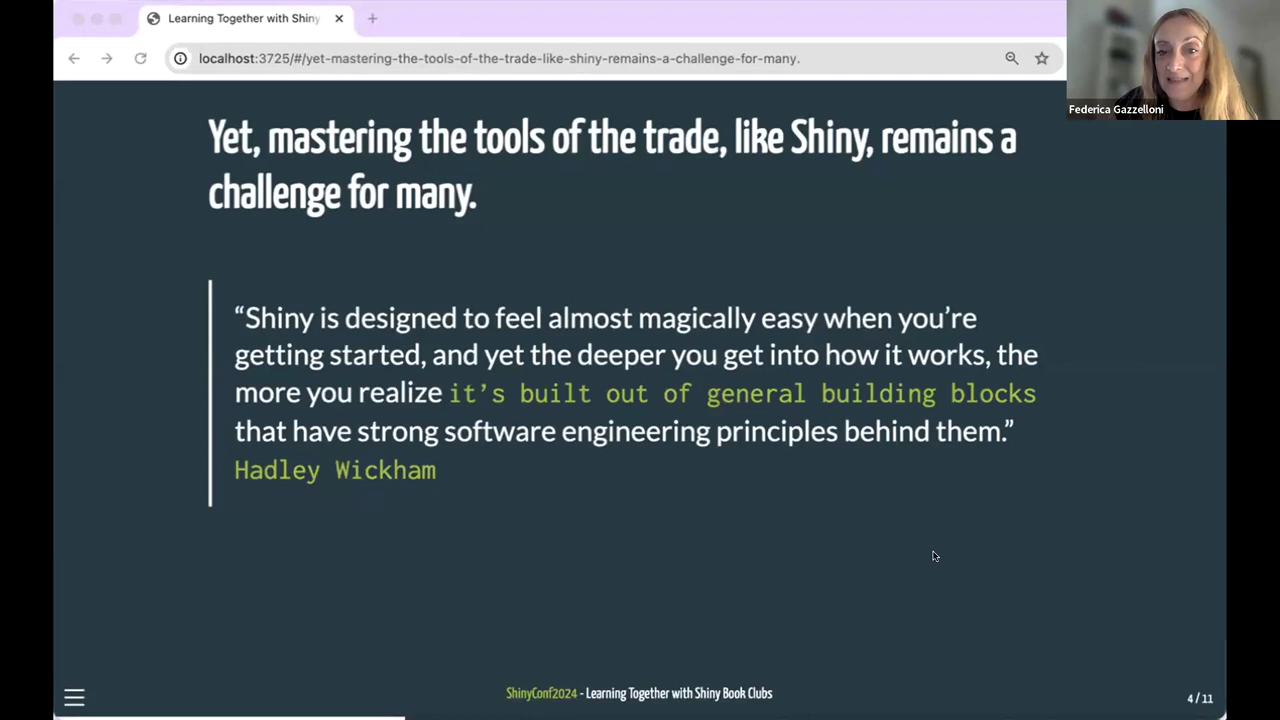 Learning Together with Shiny
localhost:3725/#/yet-mastering-the-tools-of-the-trade-like-shiny-remains-a-challenge-for-many.
Federica Gazzelloni
Yet, mastering the tools of the trade, like Shiny, remains a
challenge for many.
“Shiny is designed to feel almost magically easy when you’re
getting started, and yet the deeper you get into how it works, the
more you realize it’s built out of general building blocks
that have strong software engineering principles behind them.”
Hadley Wickham
ShinyConf2024 - Learning Together with Shiny Book Clubs
4 / 11